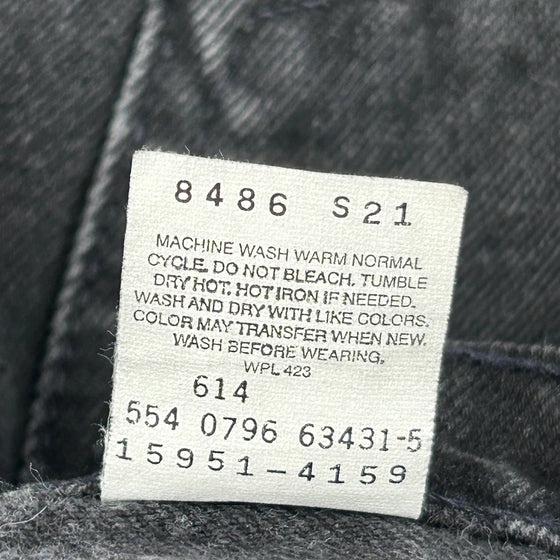 8486 S21
MACHINE WASH WARM NORMAL
CYCLE. DO NOT BLEACH. TUMBLE
DRY HOT. HOT IRON IF NEEDED.
WASH AND DRY WITH LIKE COLORS.
COLOR MAY TRANSFER WHEN NEW.
WASH BEFORE WEARING.
WPL 423
614
554 0796 63431-5
15951-4159